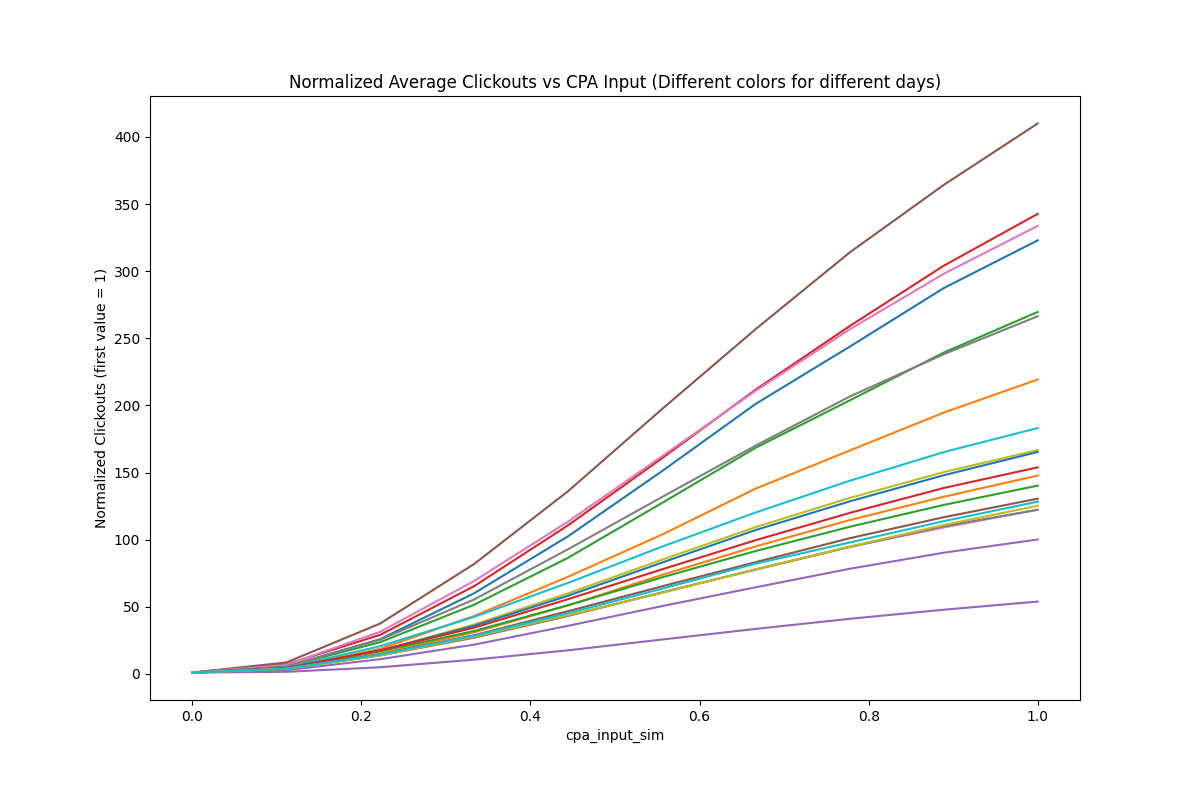 Normalized Average Clickouts vs CPA Input (Different colors for different days)
Normalized Clickouts (first value = 1)
400
350
300
250
200
150
100
50
0
0.0 0.2 0.4 0.6 0.8 1.0
cpa_input_sim